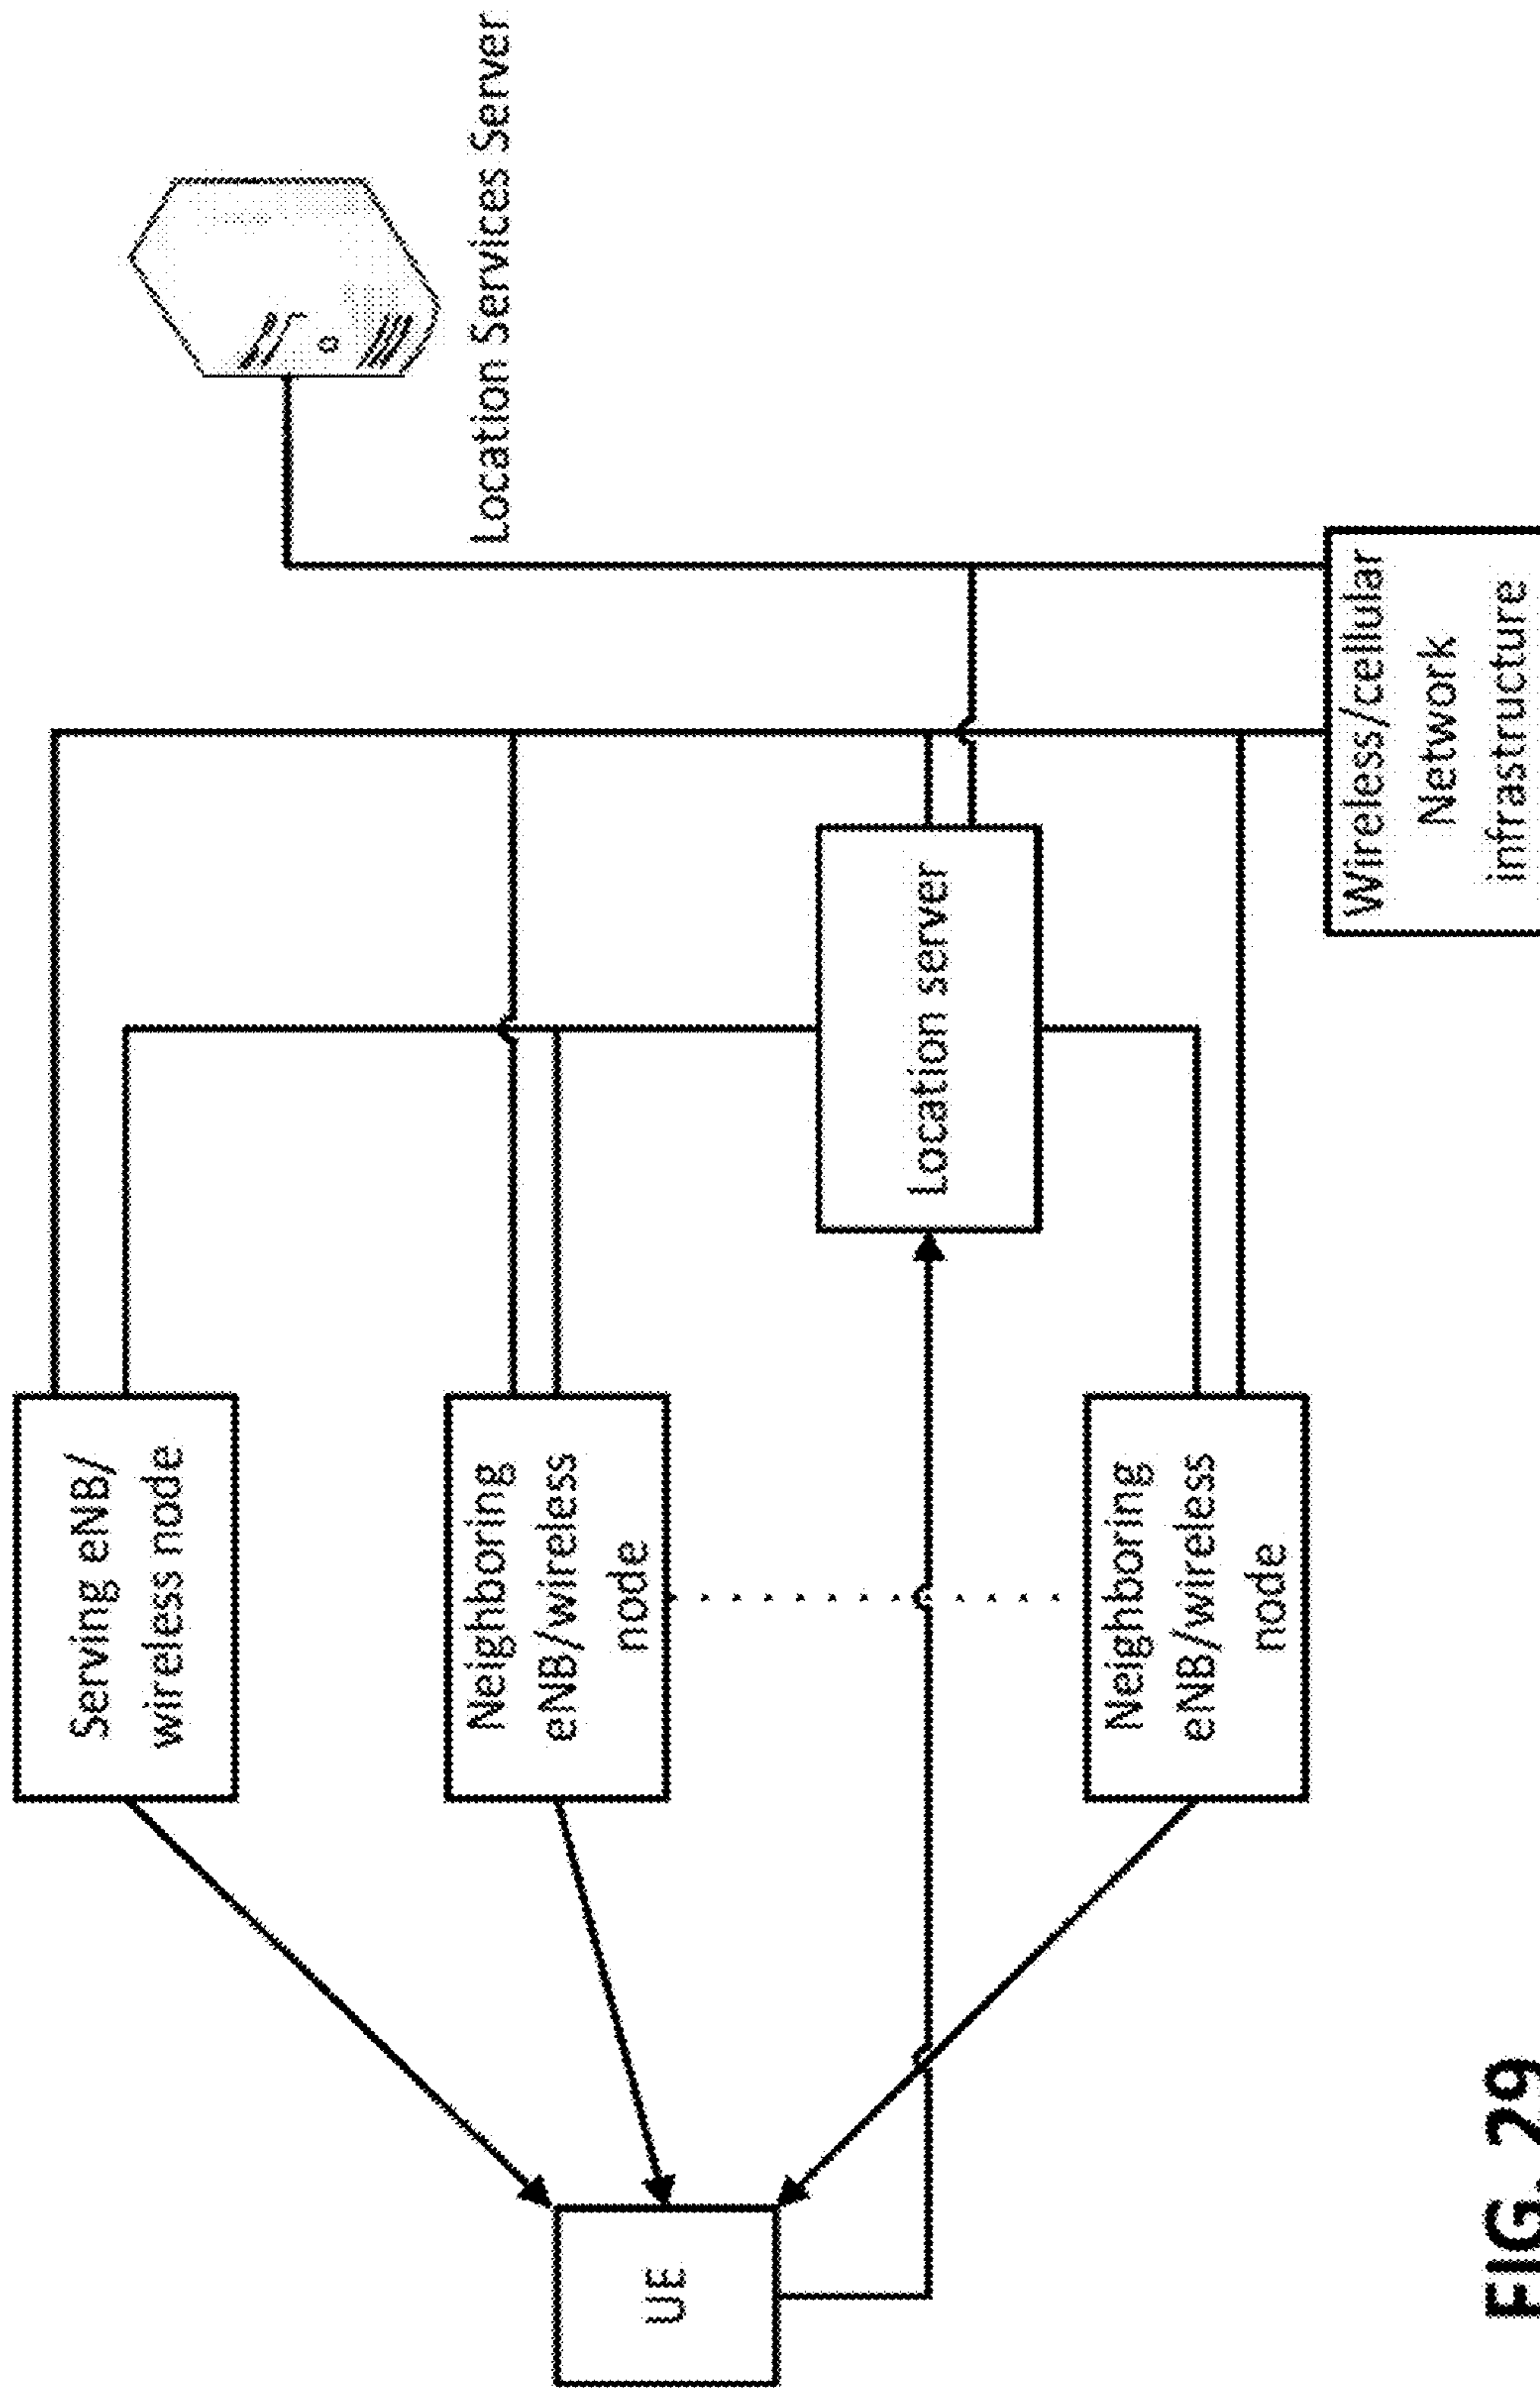 Serving eNB/
wireless node
Location Services Server
Neighboring
eNB/wireless
node
UE
Location server
Neighboring
eNB/wireless
node
Wireless/cellular
Network
infrastructure
FIG. 29